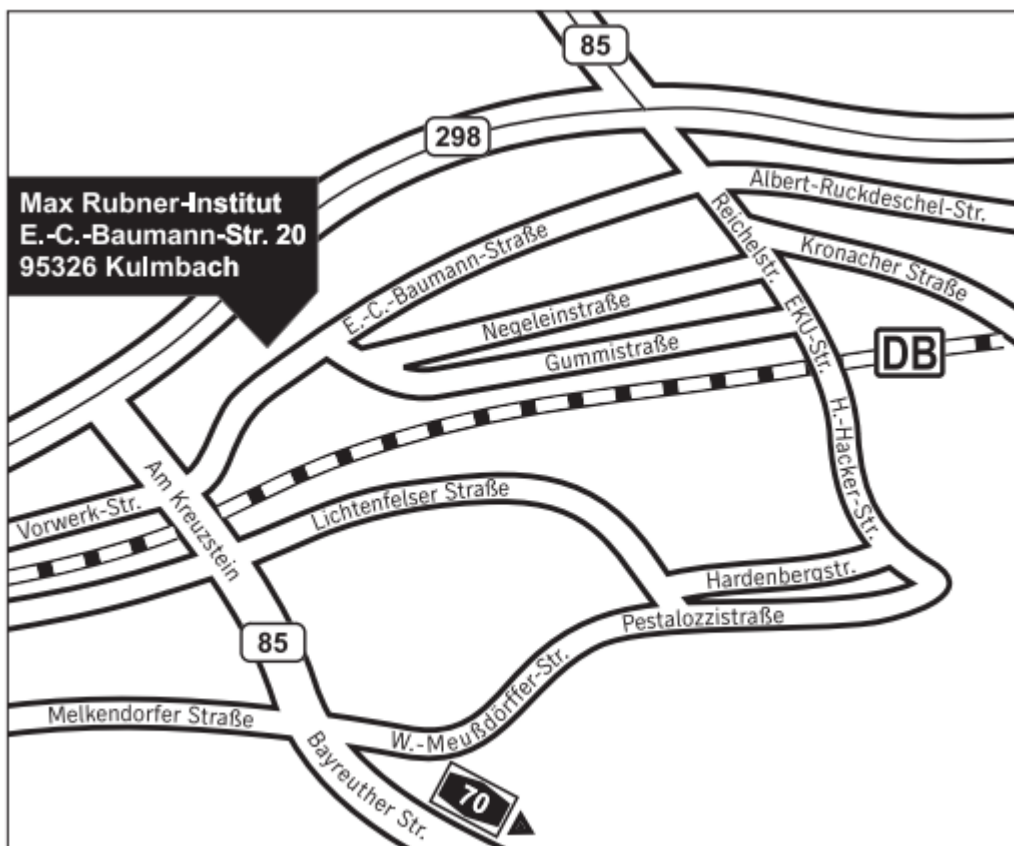 85
298
Max Rubner-Institut
E.-C.-Baumann-Str. 20
95326 Kulmbach
Albert-Ruckdeschel-Str.
Reichelstr.
Kronacher Straße
E.-C.-Baumann-Straße
Negeleinstraße
EKU-Str.
Gummistraße
DB
H.-Hacker-Str.
Am Kreuzstein
Lichtenfelser Straße
Vorwerk-Str.
Hardenbergstr.
Pestalozzistraße
85
W.-Meußdörffer-Str.
Melkendorfer Straße
Bayreuther Str.
70